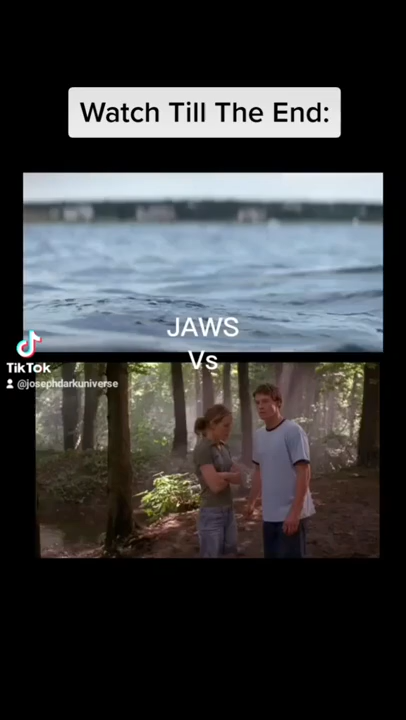 Watch Till The End:
JAWS
Vs
TikTok
@josephdarkuniverse